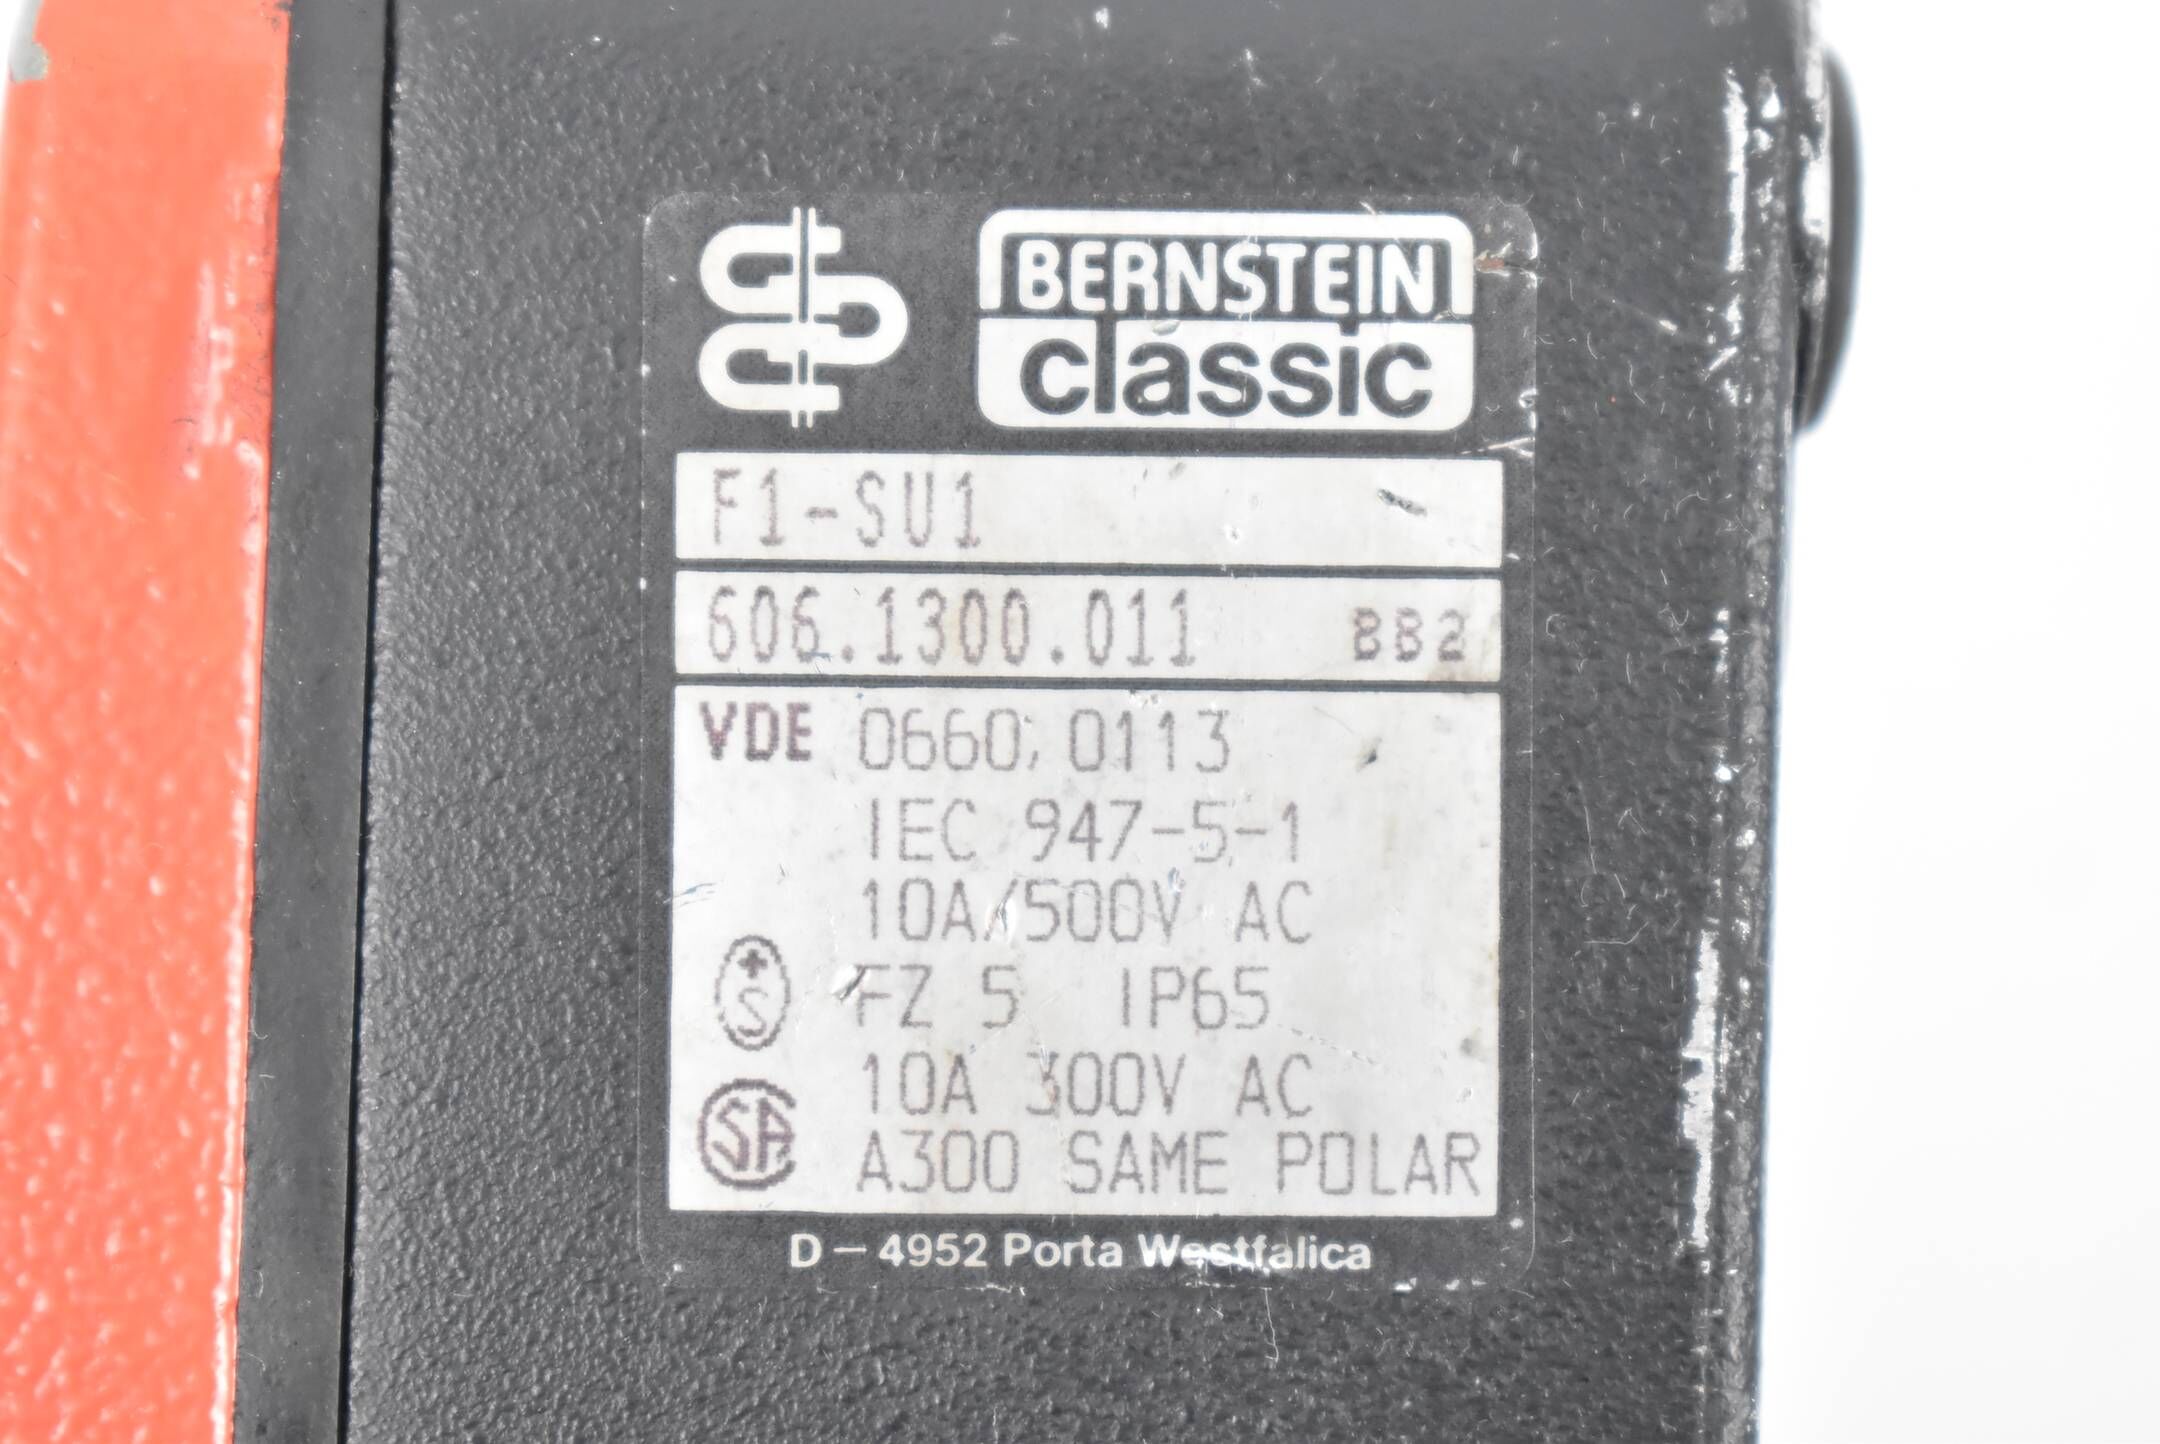 BERNSTEIN
classic
F1-SU1
606.1300.011 BB2
VDE 0660, 0113
IEC 947-5-1
10A/500V AC
+S FZ 5 IP65
10A 300V AC
CSA A300 SAME POLAR
D-4952 Porta Westfalica